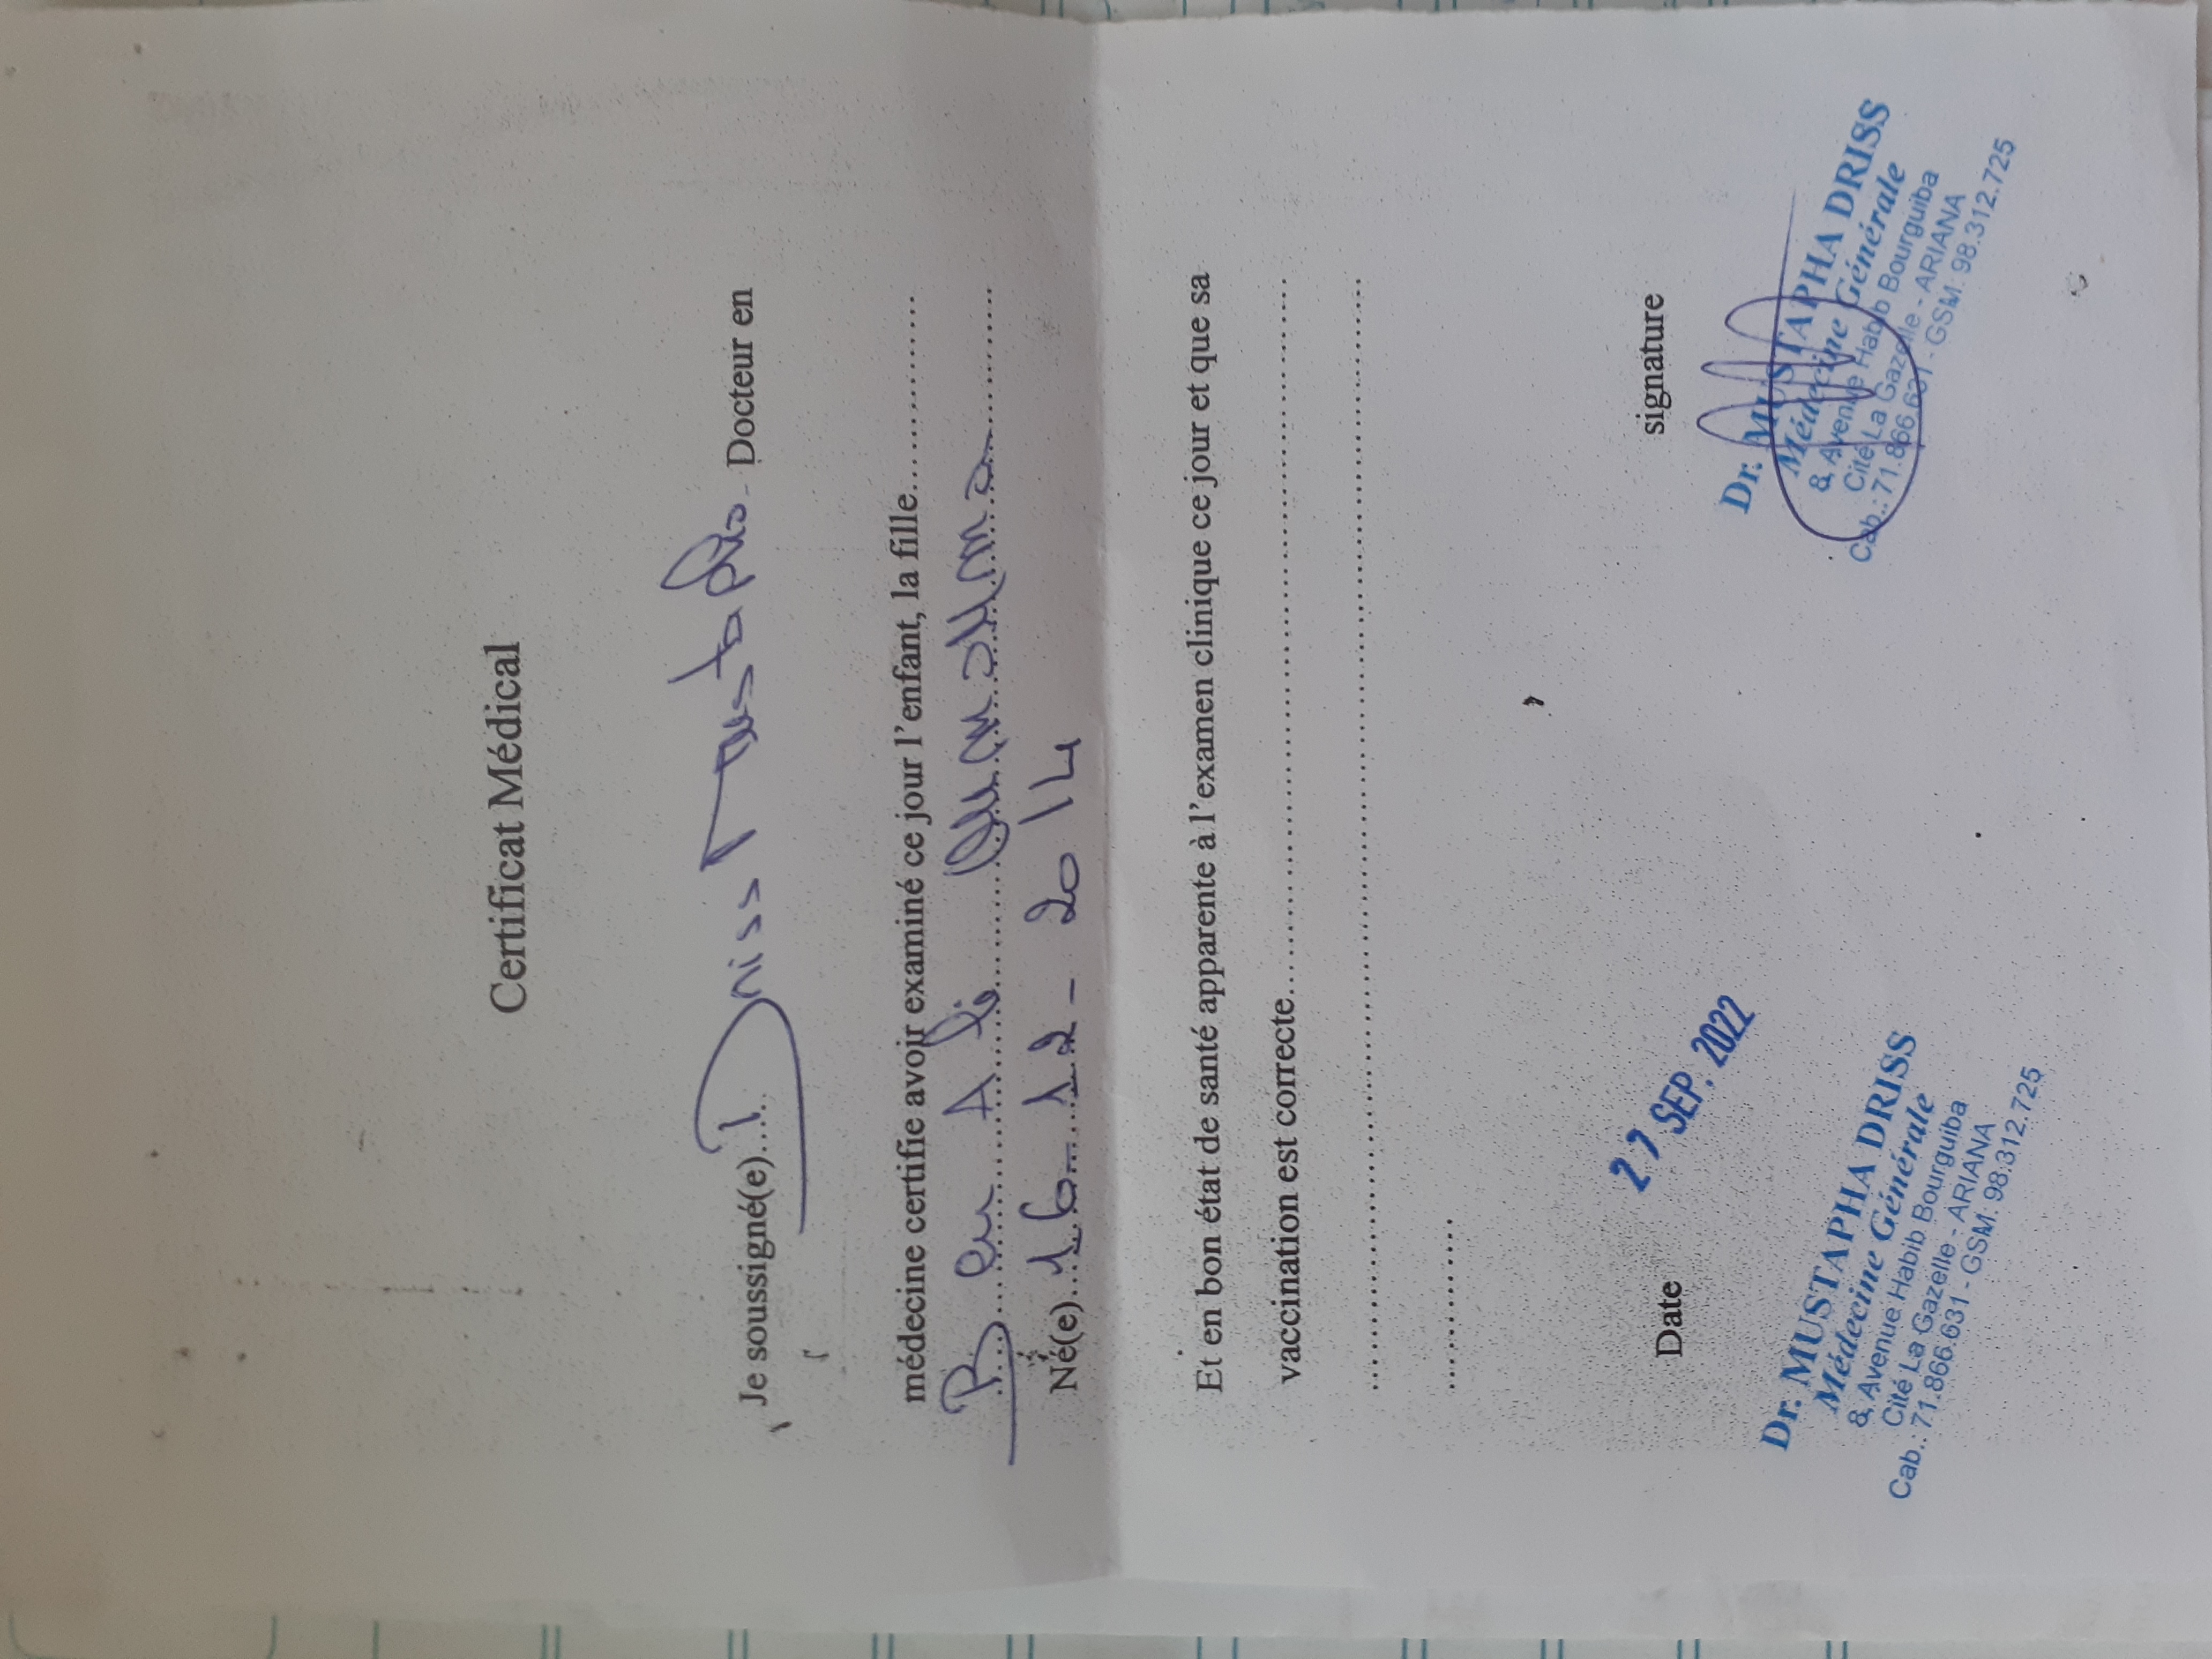 Certificat Médical
Je soussigné(e)....Driss Mustapha. Docteur en
médecine certifie avoir examiné ce jour l'enfant, la fille..............
Ben Ali
Né(e)..16-12-2014
Et en bon état de santé apparente à l'examen clinique ce jour et que sa
vaccination est correcte..............................................................
Date
27 SEP. 2022
signature
Dr. MUSTAPHA DRISS
Médecine Générale
8, Avenue Habib Bourguiba
Cité La Gazelle - ARIANA
Cab.: 71.866.631 - GSM: 98.312.725
Dr. MUSTAPHA DRISS
Médecine Générale
8, Avenue Habib Bourguiba
Cité La Gazelle - ARIANA
Cab.: 71.866.631 - GSM: 98.312.725